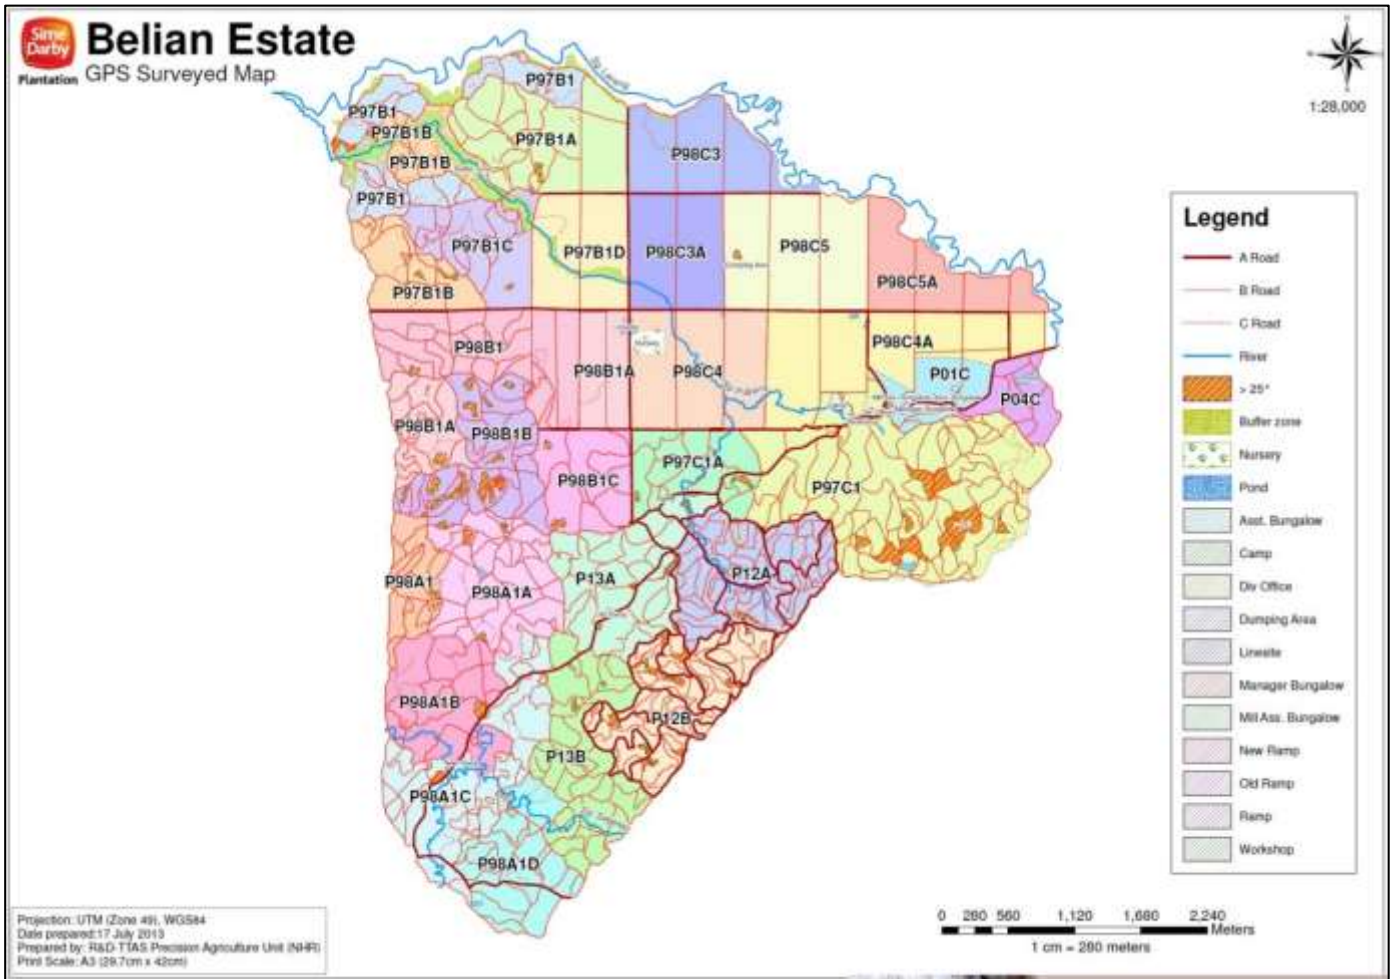 Sime
Darby
Plantation
Belian Estate
GPS Surveyed Map
1:28,000
P97B1
P97B1
P97B1B
P97B1A
P97B1B
P98C3
P97B1
P97B1C
P97B1D
P98C3A
P98C5
P98C5A
P97B1B
P98B1
P98C4A
P98B1A
P98C4
P01C
P04C
P98B1A
P98B1B
P97C1A
P98B1C
P97C1
P98A1
P98A1A
P13A
P12A
P98A1B
P12B
P13B
P98A1C
P98A1D
Nursery
Legend
A Road
B Road
C Road
River
> 25°
Buffer zone
Nursery
Pond
Asst. Bungalow
Camp
Div Office
Dumping Area
Linesite
Manager Bungalow
Mill Ass. Bungalow
New Ramp
Old Ramp
Ramp
Workshop
Projection: UTM (Zone 49), WGS84
Date prepared:17 July 2013
Prepared by: R&D-TTAS Precision Agriculture Unit (NHR)
Print Scale: A3 (29.7cm x 42cm)
0 280 560 1,120 1,680 2,240
Meters
1 cm = 280 meters